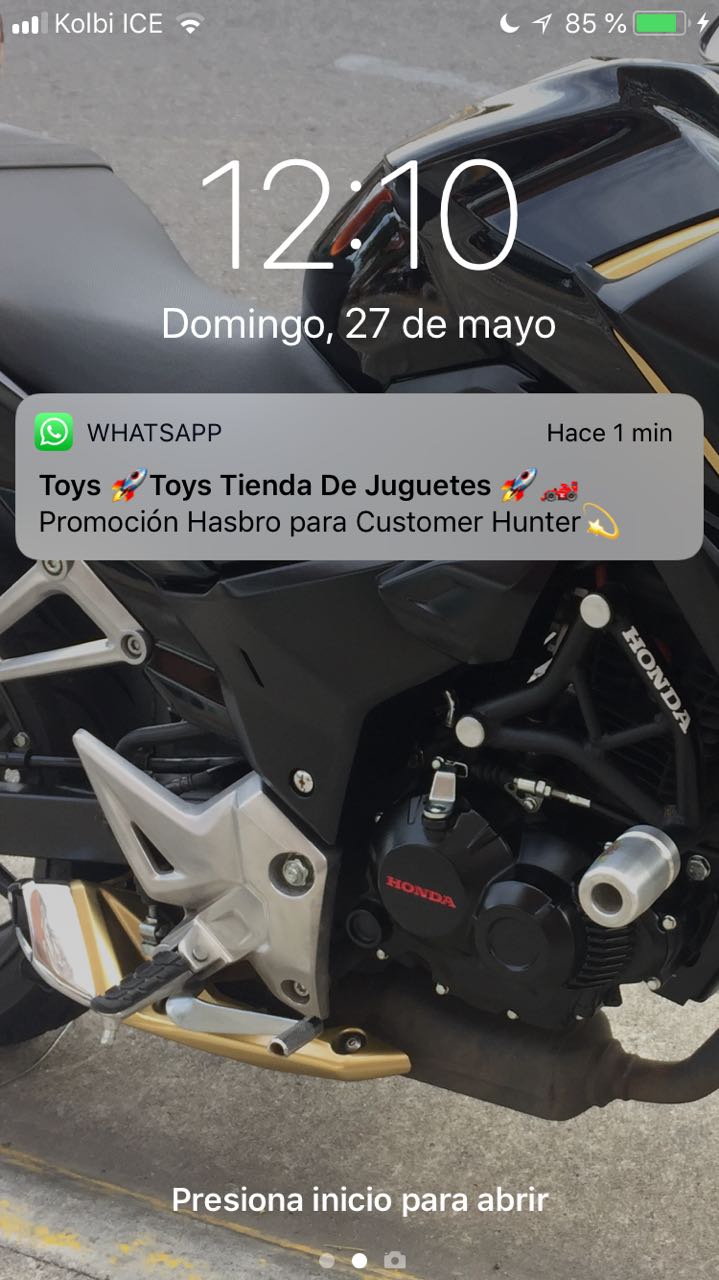 Kolbi ICE 85 %
12:10
Domingo, 27 de mayo
WHATSAPP Hace 1 min
Toys 🚀Toys Tienda De Juguetes 🚀🏎️
Promoción Hasbro para Customer Hunter💫
HONDA
HONDA
Presiona inicio para abrir